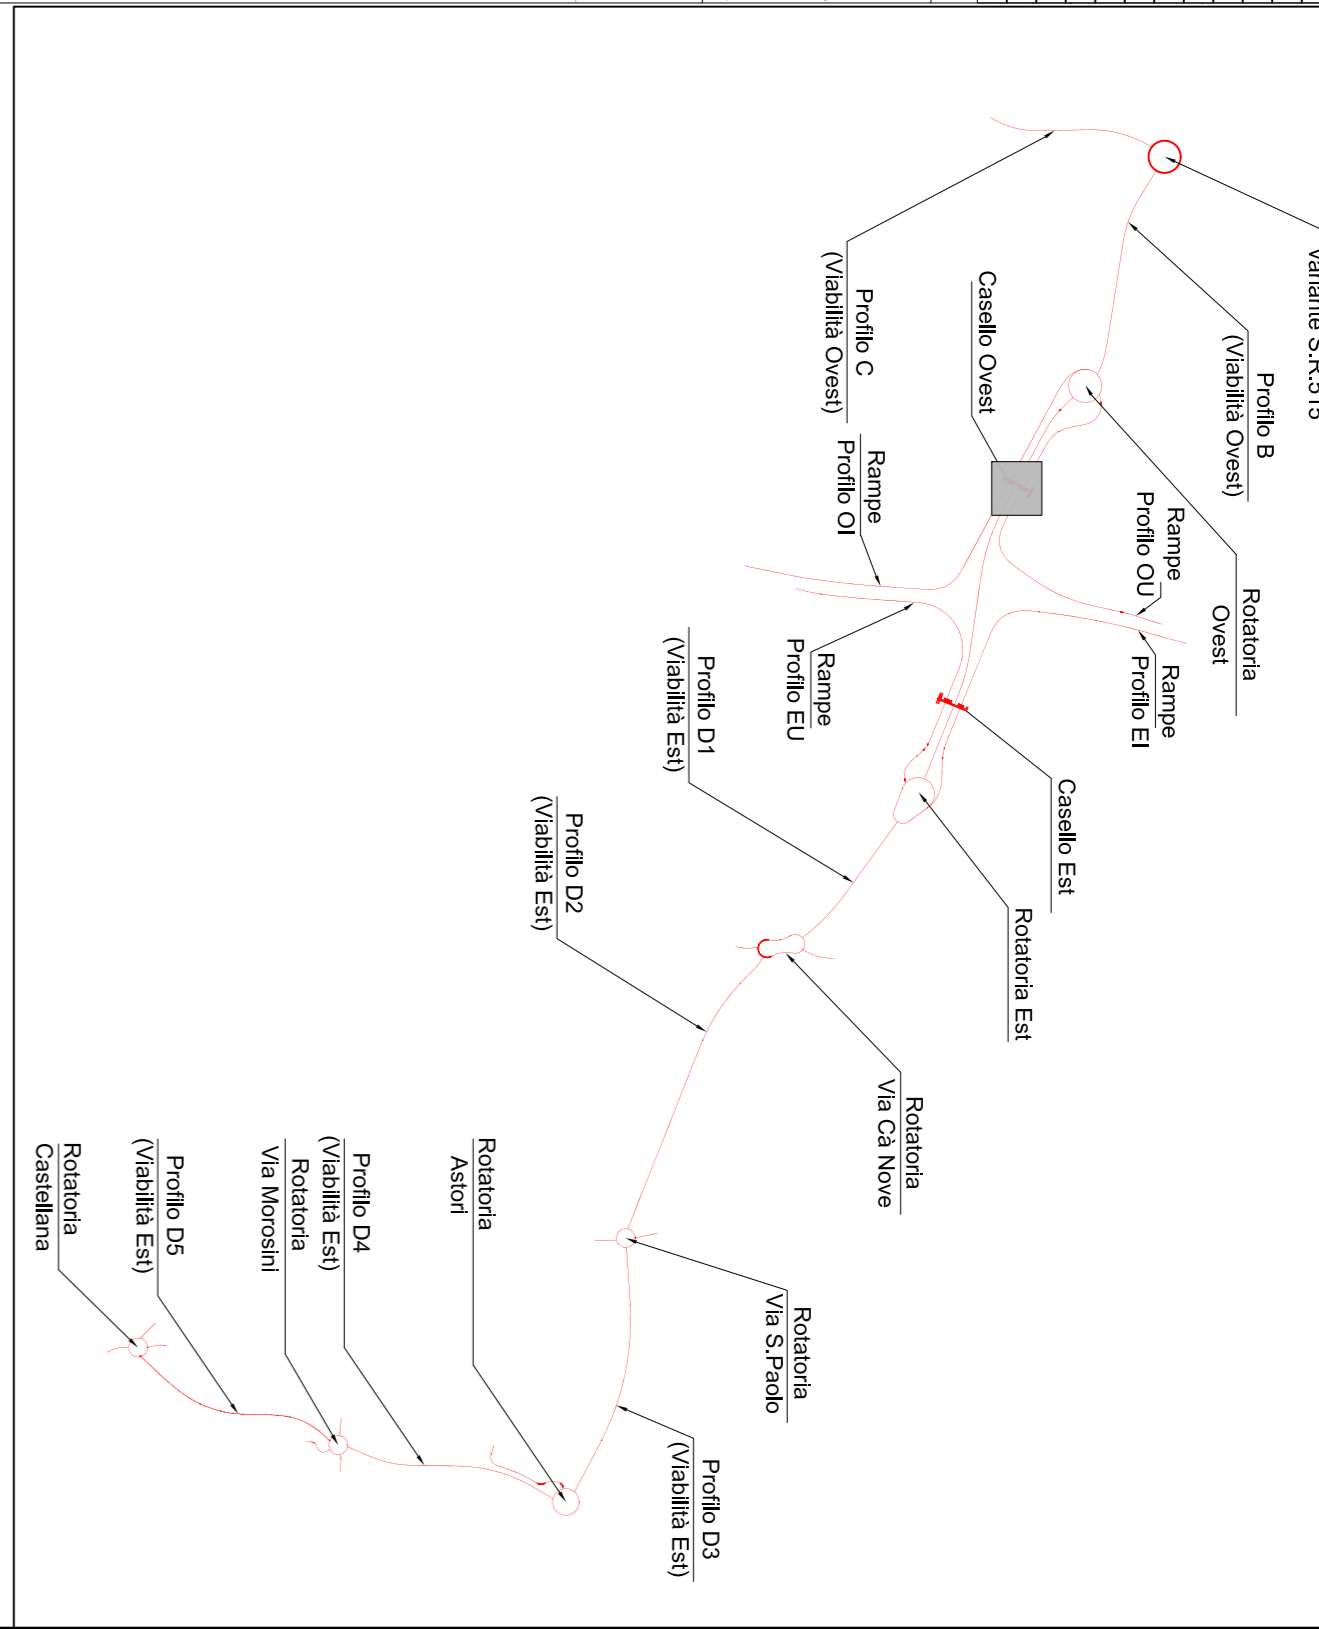 Variante S.R.515
Profilo B
(Viabilità Ovest)
Rotatoria
Ovest
Casello Ovest
Profilo C
(Viabilità Ovest)
Rampe
Profilo OI
Rampe
Profilo OU
Rampe
Profilo EI
Rampe
Profilo EU
Casello Est
Rotatoria Est
Profilo D1
(Viabilità Est)
Profilo D2
(Viabilità Est)
Rotatoria
Via Cà Nove
Rotatoria
Via S.Paolo
Profilo D3
(Viabilità Est)
Rotatoria
Astori
Profilo D4
(Viabilità Est)
Rotatoria
Via Morosini
Profilo D5
(Viabilità Est)
Rotatoria
Castellana